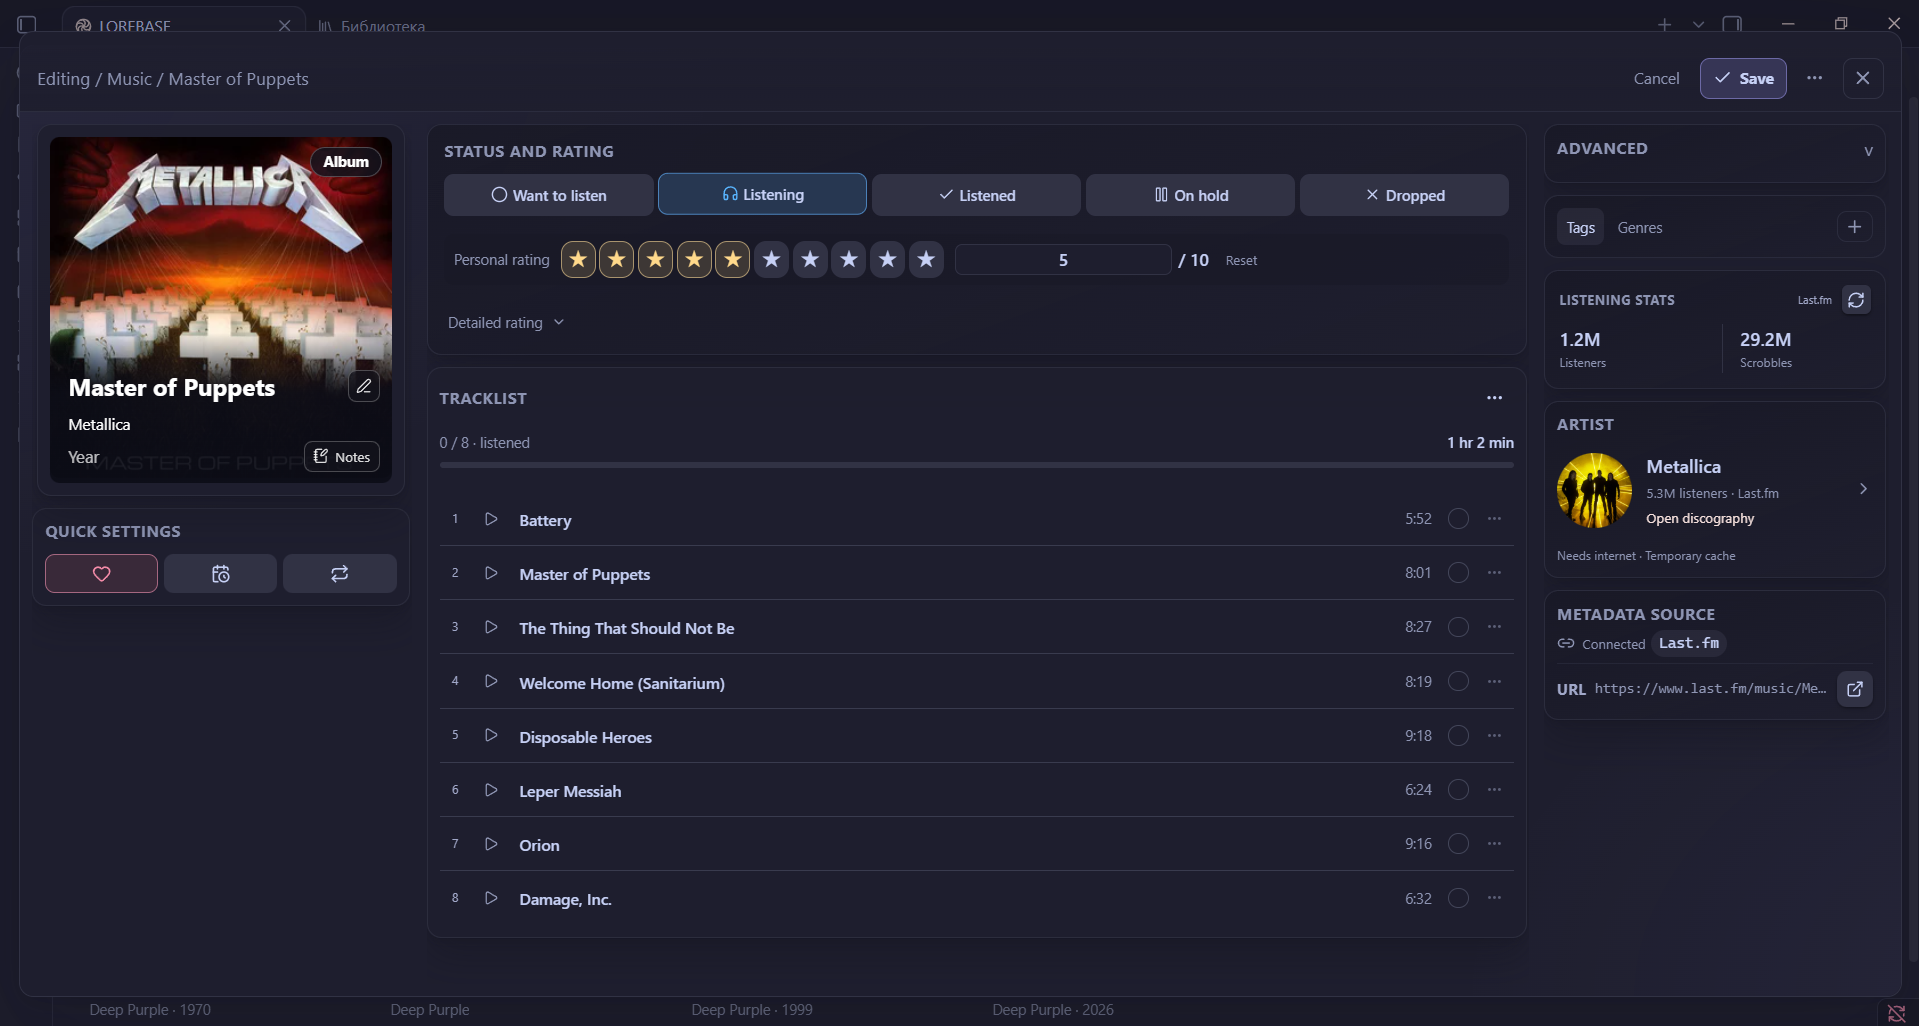 LOREBASE
Библиотека
Editing / Music / Master of Puppets
Cancel
Save
METALLICA
Album
Master of Puppets
Metallica
Year
Notes
QUICK SETTINGS
STATUS AND RATING
Want to listen
Listening
Listened
On hold
Dropped
Personal rating
5
/ 10
Reset
Detailed rating
TRACKLIST
0 / 8 · listened
1 hr 2 min
1 Battery 5:52
2 Master of Puppets 8:01
3 The Thing That Should Not Be 8:27
4 Welcome Home (Sanitarium) 8:19
5 Disposable Heroes 9:18
6 Leper Messiah 6:24
7 Orion 9:16
8 Damage, Inc. 6:32
ADVANCED
Tags
Genres
LISTENING STATS
Last.fm
1.2M
Listeners
29.2M
Scrobbles
ARTIST
Metallica
5.3M listeners · Last.fm
Open discography
Needs internet · Temporary cache
METADATA SOURCE
Connected Last.fm
URL https://www.last.fm/music/Me…
Deep Purple · 1970
Deep Purple
Deep Purple · 1999
Deep Purple · 2026